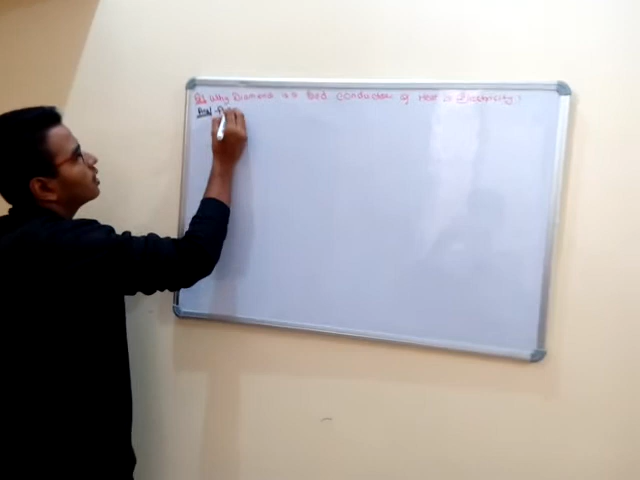 Why Diamond is a Bad conductor of Heat & Electricity?
Ans